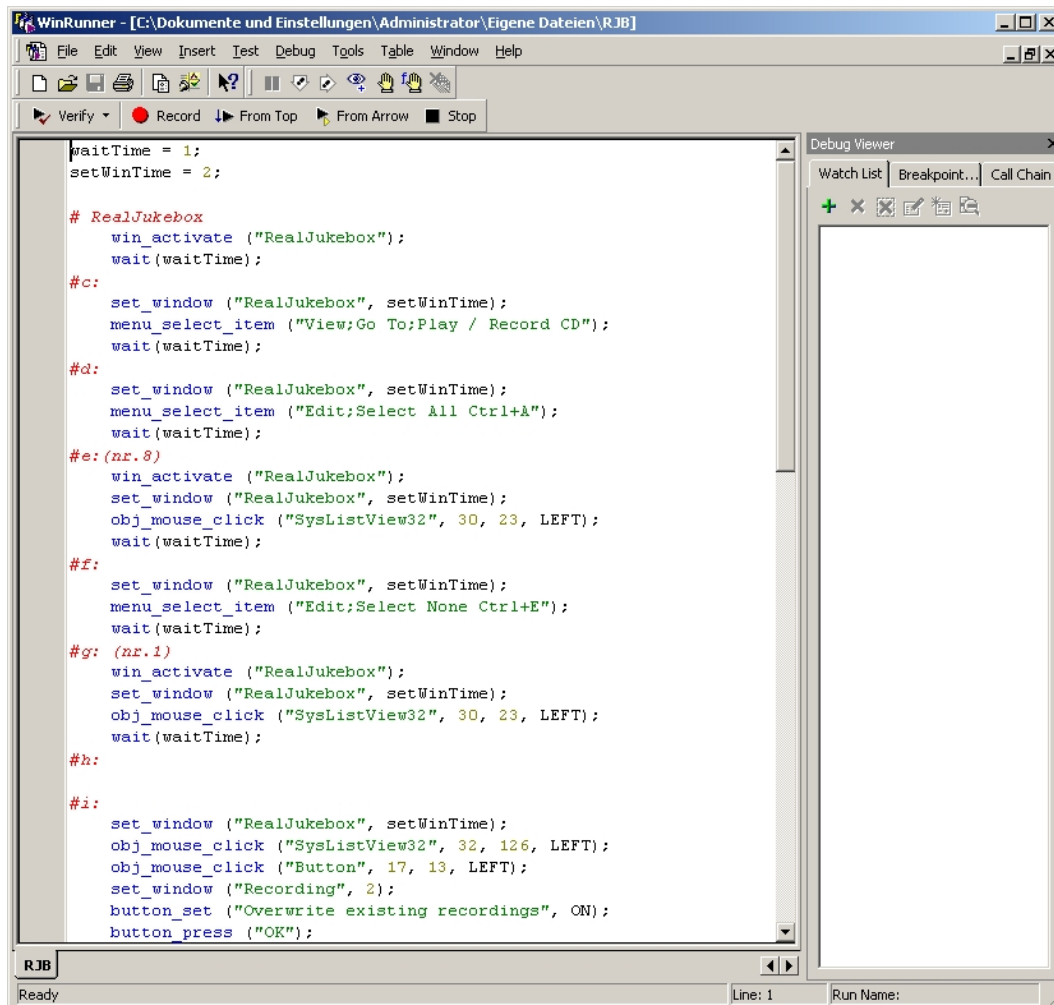 WinRunner - [C:\Dokumente und Einstellungen\Administrator\Eigene Dateien\RJB]
File Edit View Insert Test Debug Tools Table Window Help
Verify Record From Top From Arrow Stop
waitTime = 1;
setWinTime = 2;
# RealJukebox
win_activate ("RealJukebox");
wait(waitTime);
#c:
set_window ("RealJukebox", setWinTime);
menu_select_item ("View;Go To;Play / Record CD");
wait(waitTime);
#d:
set_window ("RealJukebox", setWinTime);
menu_select_item ("Edit;Select All Ctrl+A");
wait(waitTime);
#e:(nr.8)
win_activate ("RealJukebox");
set_window ("RealJukebox", setWinTime);
obj_mouse_click ("SysListView32", 30, 23, LEFT);
wait(waitTime);
#f:
set_window ("RealJukebox", setWinTime);
menu_select_item ("Edit;Select None Ctrl+E");
wait(waitTime);
#g: (nr.1)
win_activate ("RealJukebox");
set_window ("RealJukebox", setWinTime);
obj_mouse_click ("SysListView32", 30, 23, LEFT);
wait(waitTime);
#h:
#i:
set_window ("RealJukebox", setWinTime);
obj_mouse_click ("SysListView32", 32, 126, LEFT);
obj_mouse_click ("Button", 17, 13, LEFT);
set_window ("Recording", 2);
button_set ("Overwrite existing recordings", ON);
button_press ("OK");
Debug Viewer
Watch List Breakpoint... Call Chain
RJB
Ready Line: 1 Run Name: